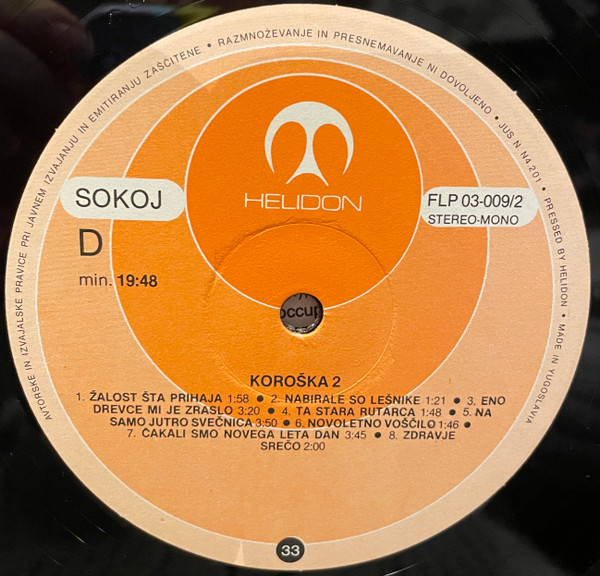 AVTORSKE IN IZVAJALSKE PRAVICE PRI JAVNEM IZVAJANJU IN EMITIRANJU ZAŠČITENE • RAZMNOŽEVANJE IN PRESNEMAVANJE NI DOVOLJENO • JUS N N4.201 • PRESSED BY HELIDON • MADE IN YUGOSLAVIA
HELIDON
SOKOJ
FLP 03-009/2
STEREO-MONO
D
min. 19:48
occup
KOROŠKA 2
1. ŽALOST ŠTA PRIHAJA 1:58 ● 2. NABIRALE SO LEŠNIKE 1:21 ● 3. ENO
DREVCE MI JE ZRASLO 3:20 ● 4. TA STARA RUTARCA 1:48 ● 5. NA
SAMO JUTRO SVEČNICA 3:50 ● 6. NOVOLETNO VOŠČILO 1:46 ●
7. ČAKALI SMO NOVEGA LETA DAN 3:45 ● 8. ZDRAVJE
SREČO 2:00
33